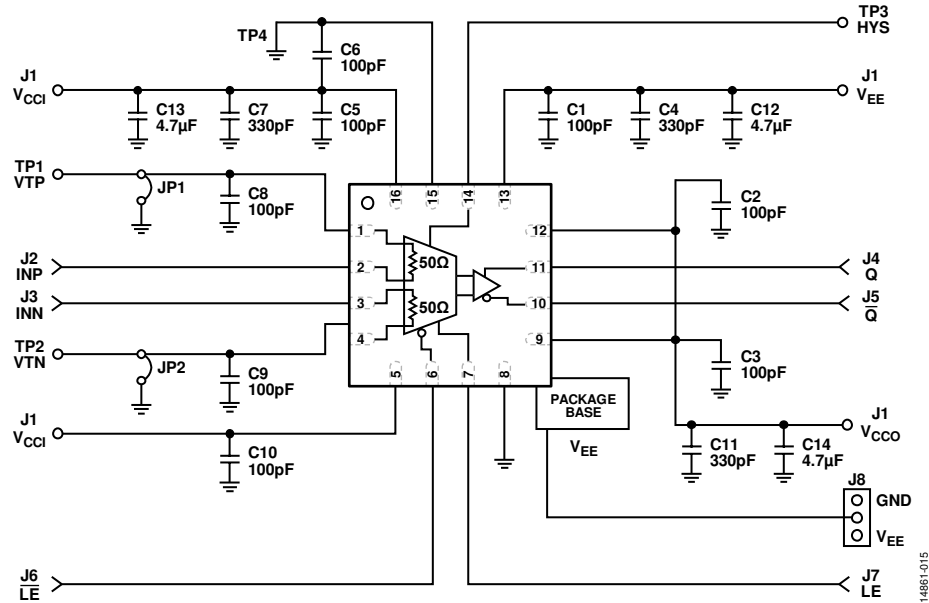 TP3
HYS
TP4
C6
100pF
J1
VCCI
C13
4.7µF
C7
330pF
C5
100pF
C1
100pF
C4
330pF
C12
4.7µF
J1
VEE
TP1
VTP
JP1
C8
100pF
16
15
14
13
C2
100pF
1
12
J2
INP
2
50Ω
11
J4
Q
J3
INN
3
50Ω
10
J5
Q̅
TP2
VTN
4
9
JP2
C9
100pF
5
6
7
8
C3
100pF
PACKAGE
BASE
VEE
J1
VCCI
C10
100pF
J1
VCCO
C11
330pF
C14
4.7µF
J8
GND
VEE
J6
L̅E̅
J7
LE
14861-015